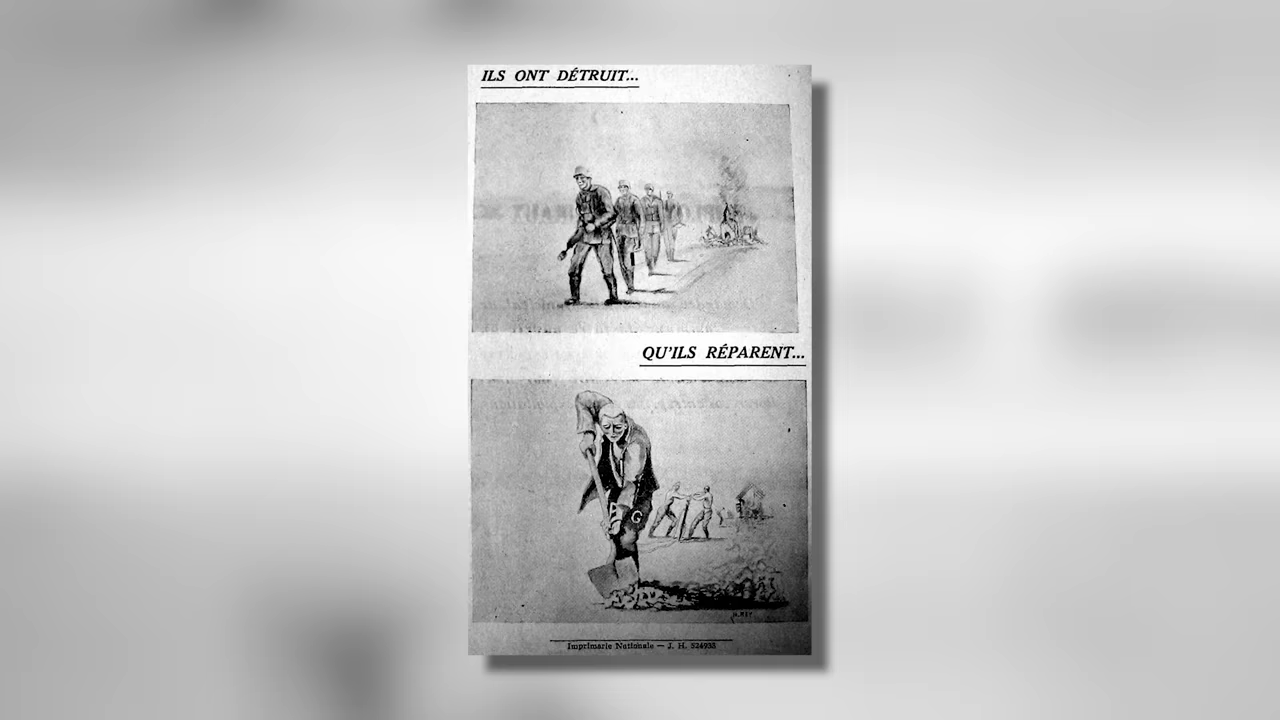 ILS ONT DÉTRUIT...
QU'ILS RÉPARENT...
P G
Imprimerie Nationale — J. H. 524938